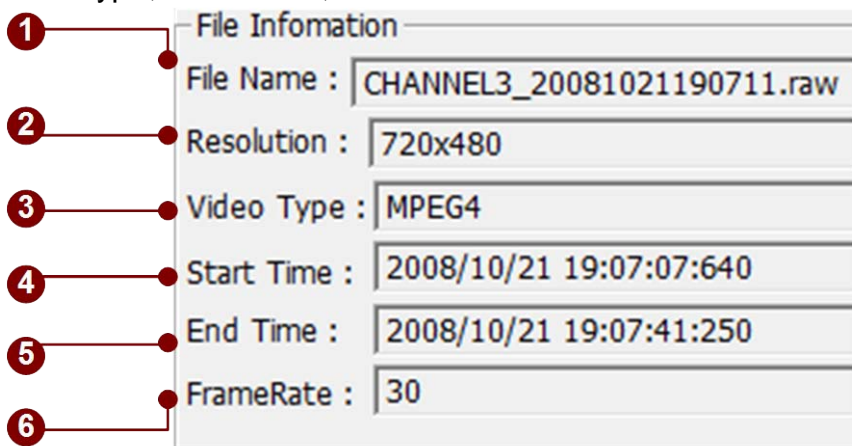 File Infomation
1
File Name : CHANNEL3_20081021190711.raw
2
Resolution : 720x480
3
Video Type : MPEG4
4
Start Time : 2008/10/21 19:07:07:640
5
End Time : 2008/10/21 19:07:41:250
6
FrameRate : 30